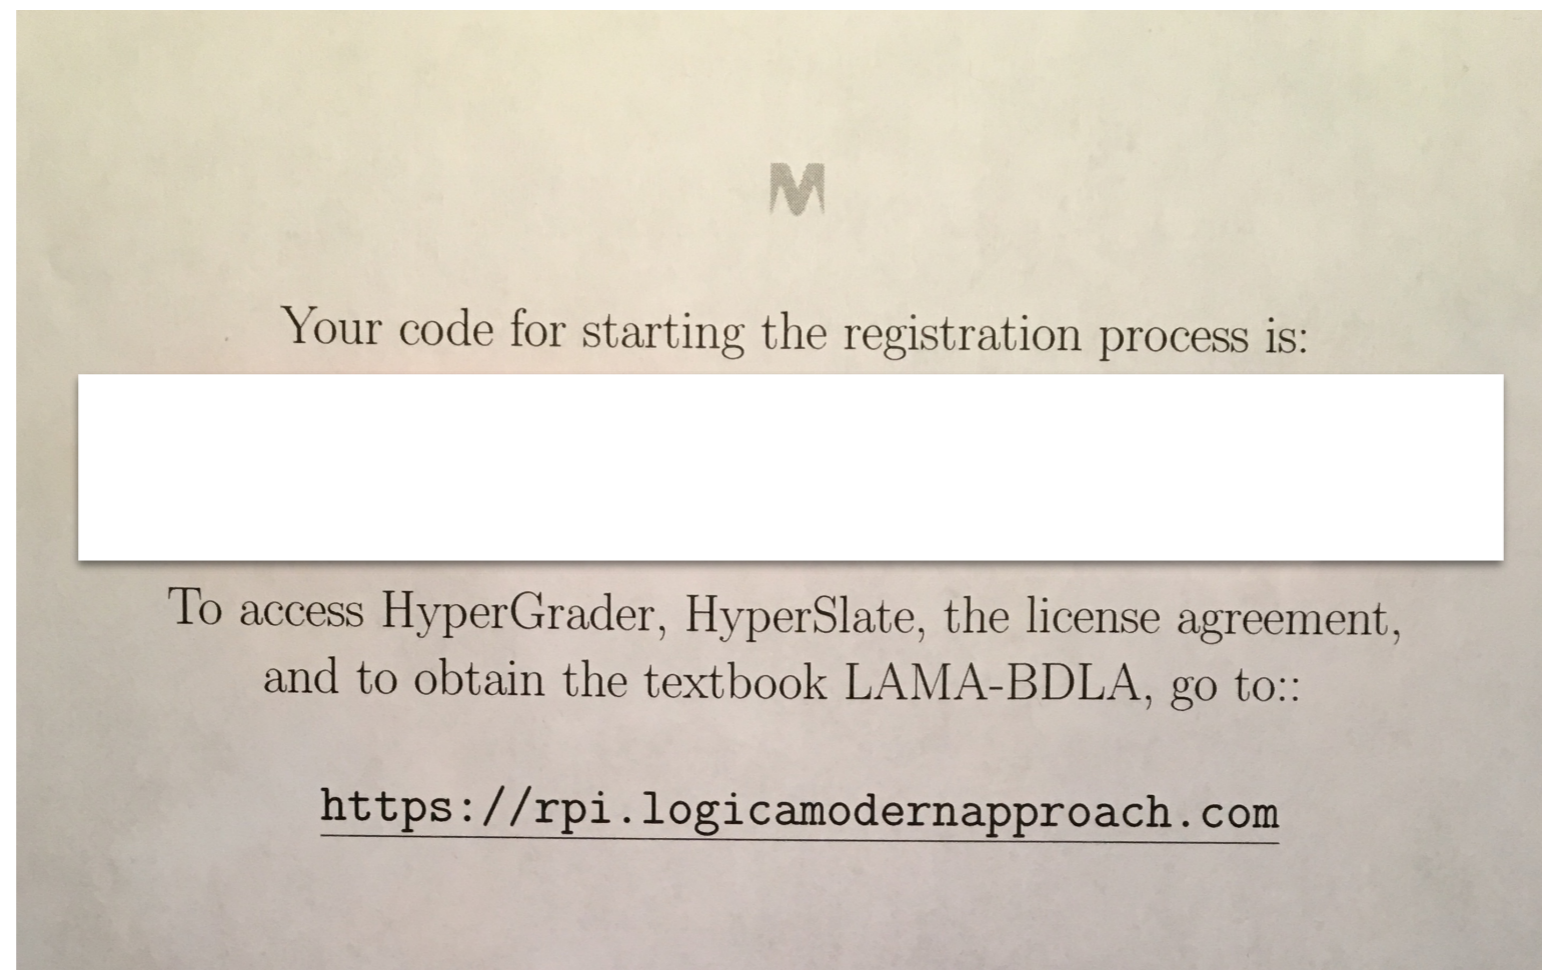 M
Your code for starting the registration process is:
To access HyperGrader, HyperSlate, the license agreement,
and to obtain the textbook LAMA-BDLA, go to::
https://rpi.logicamodernapproach.com